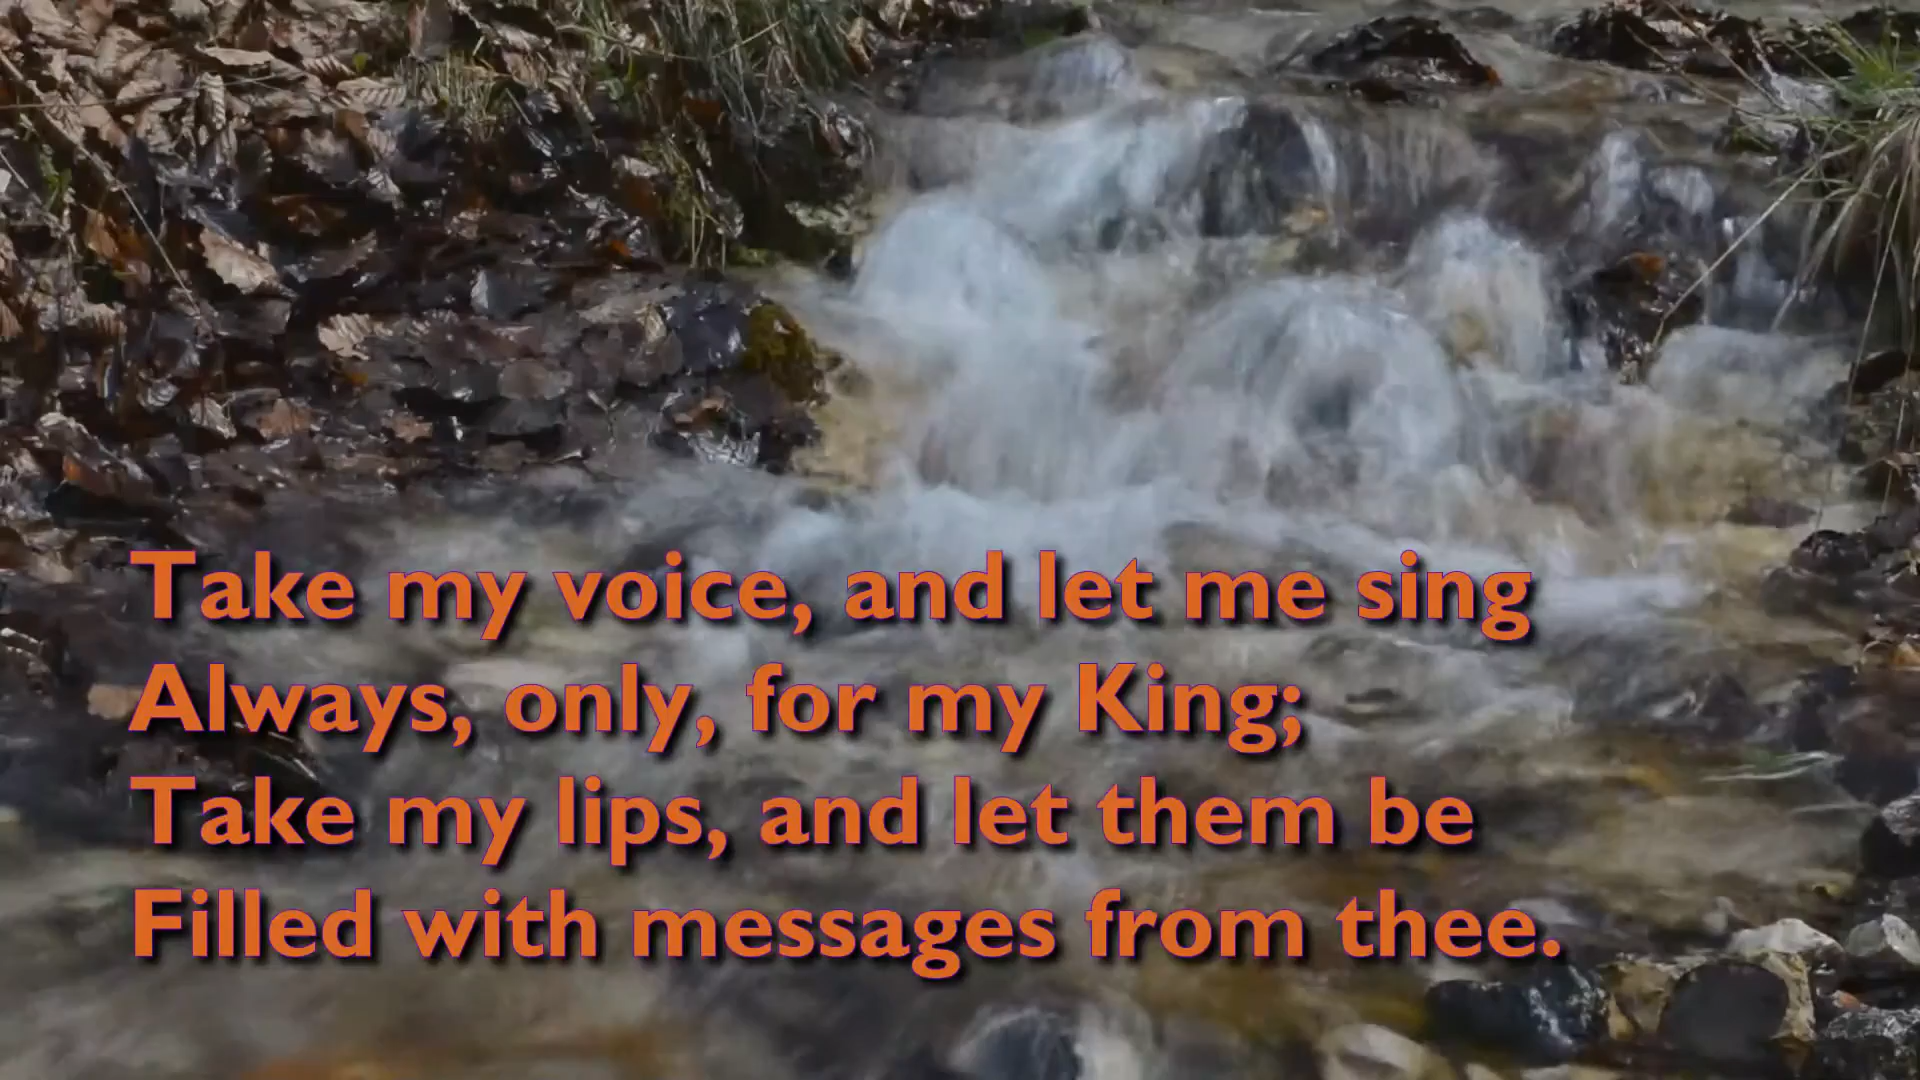 Take my voice, and let me sing
Always, only, for my King;
Take my lips, and let them be
Filled with messages from thee.